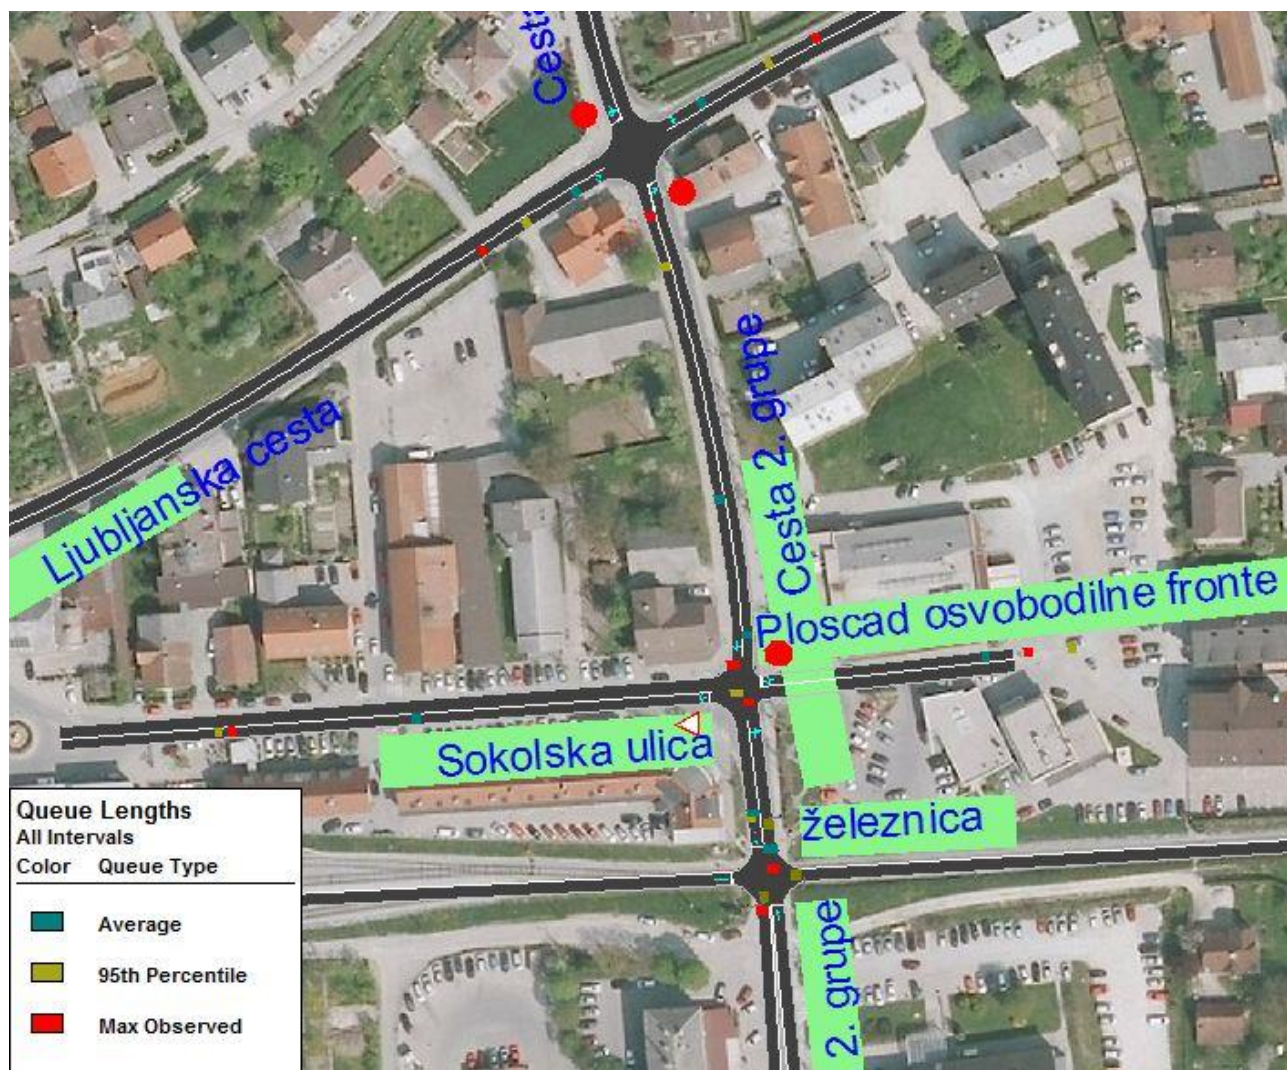 Cesta
Ljubljanska cesta
Cesta 2. grupe
Ploscad osvobodilne fronte
Sokolska ulica
železnica
2. grupe
Queue Lengths
All Intervals
Color Queue Type
Average
95th Percentile
Max Observed